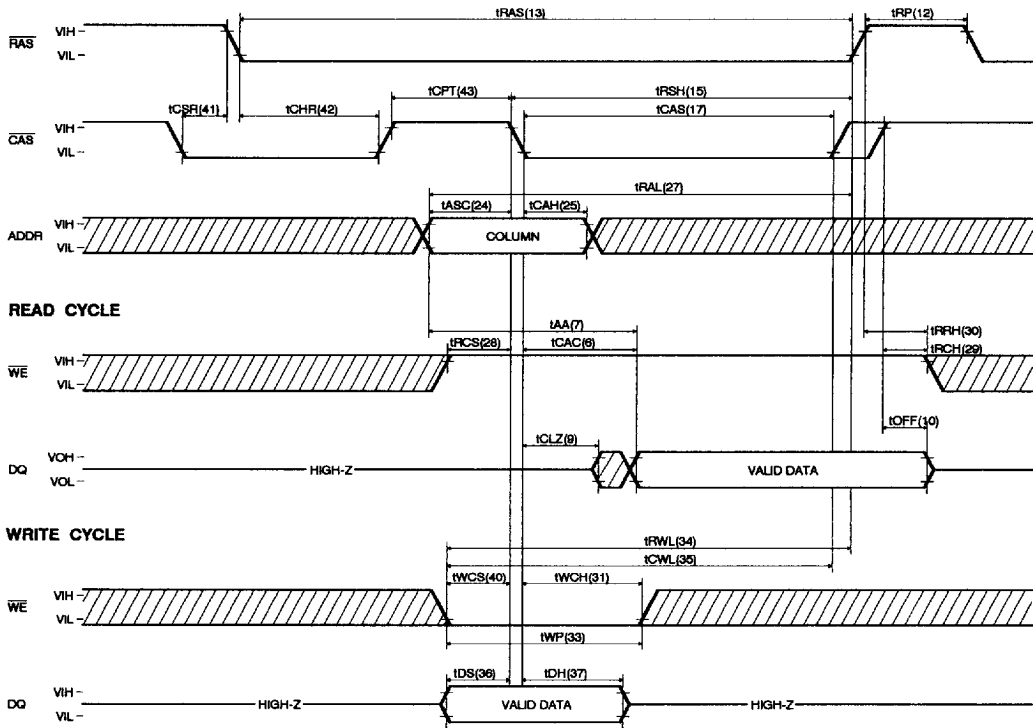 tRAS(13) tRP(12)
RAS VIH VIL
tCPT(43) tRSH(15)
tCSR(41) tCHR(42) tCAS(17)
CAS VIH VIL
tRAL(27)
tASC(24) tCAH(25)
ADDR VIH VIL COLUMN
READ CYCLE
tAA(7) tRRH(30)
tRCS(28) tCAC(6) tRCH(29)
WE VIH VIL
tOFF(10)
tCLZ(9)
DQ VOH VOL HIGH-Z VALID DATA
WRITE CYCLE
tRWL(34)
tCWL(35)
tWCS(40) tWCH(31)
WE VIH VIL
tWP(33)
tDS(36) tDH(37)
DQ VIH VIL HIGH-Z VALID DATA HIGH-Z